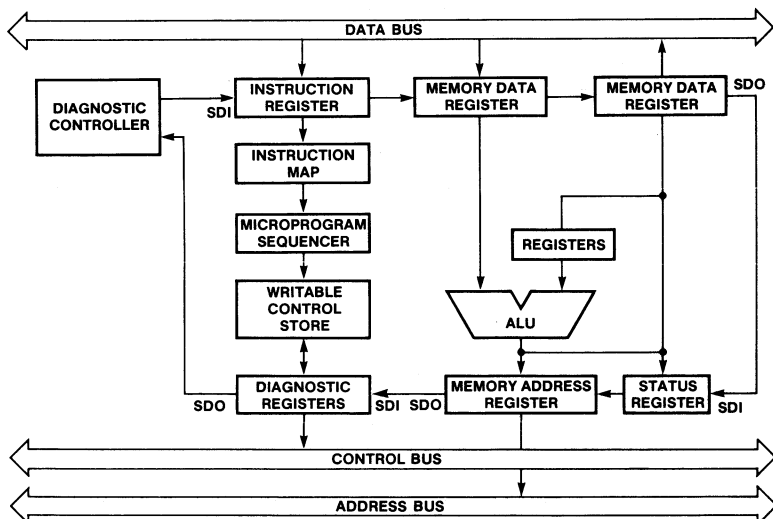 DATA BUS
DIAGNOSTIC
CONTROLLER
SDI
INSTRUCTION
REGISTER
MEMORY DATA
REGISTER
MEMORY DATA
REGISTER
SDO
INSTRUCTION
MAP
MICROPROGRAM
SEQUENCER
REGISTERS
WRITABLE
CONTROL
STORE
ALU
SDO
DIAGNOSTIC
REGISTERS
SDI
SDO
MEMORY ADDRESS
REGISTER
STATUS
REGISTER
SDI
CONTROL BUS
ADDRESS BUS